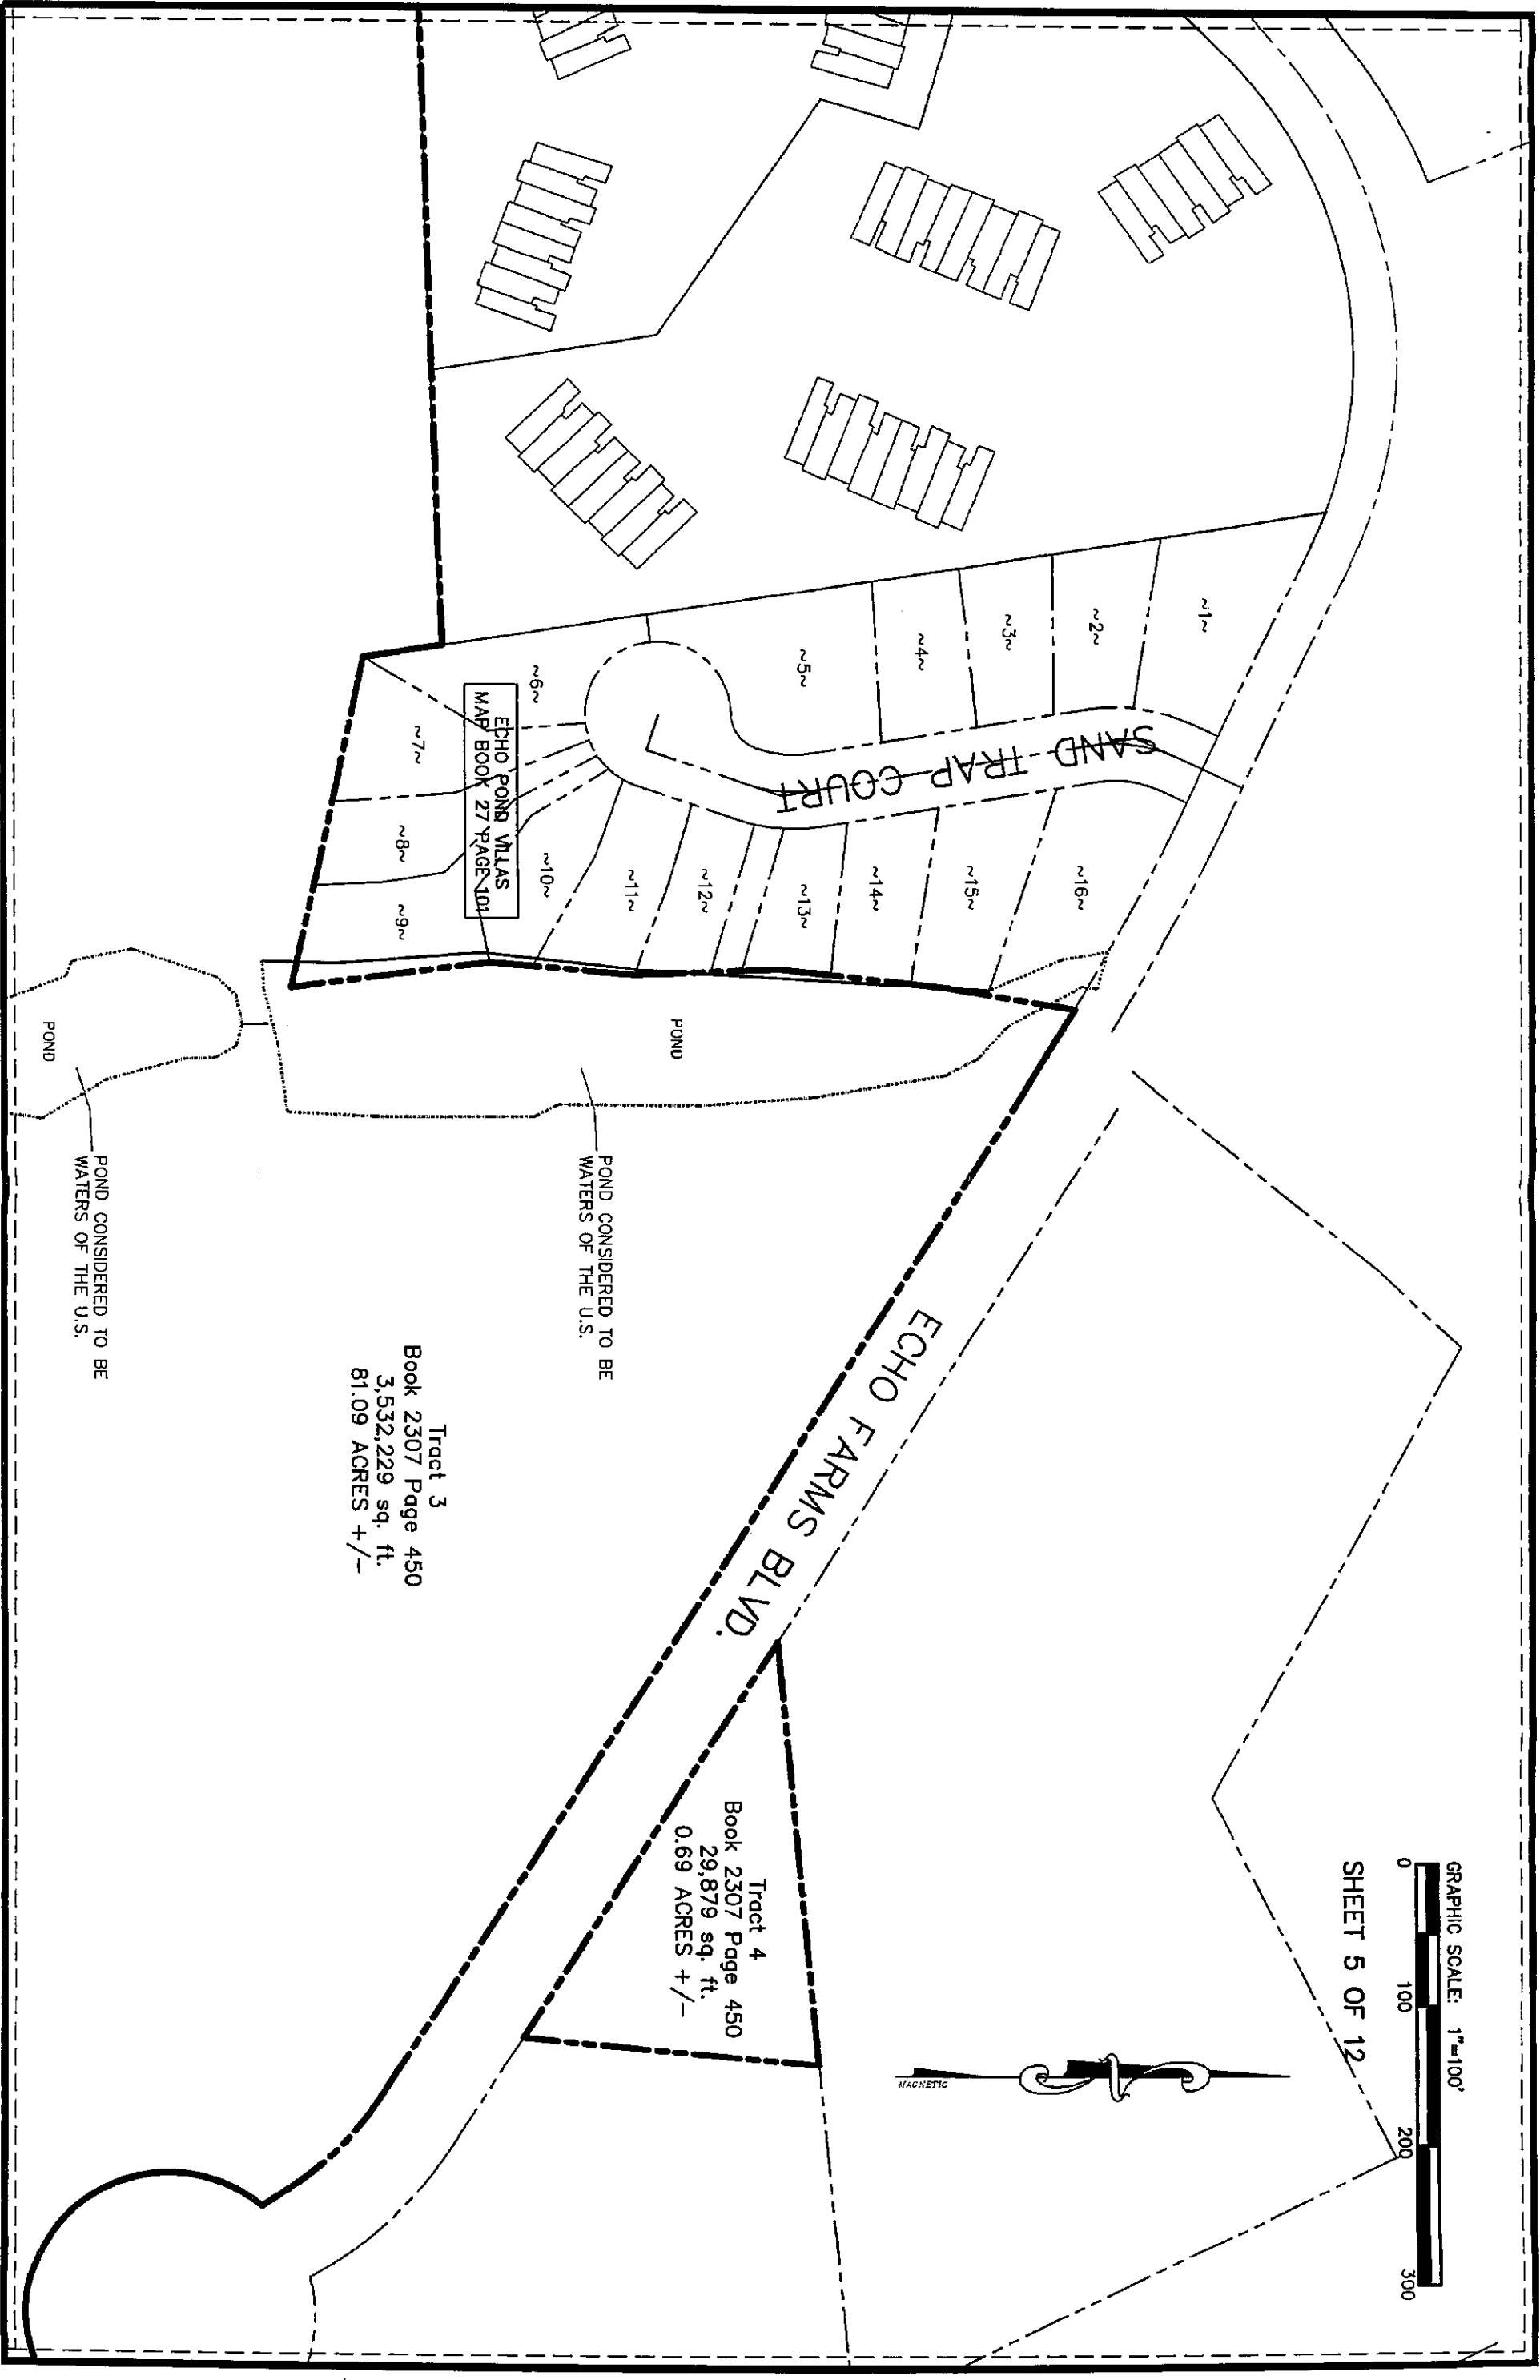 GRAPHIC SCALE: 1"=100'
0 100 200 300
SHEET 5 OF 12
MAGNETIC
~1~
~2~
~3~
~4~
~5~
~6~
~7~
~8~
~9~
~10~
~11~
~12~
~13~
~14~
~15~
~16~
SAND TRAP COURT
ECHO POND VILLAS
MAP BOOK 27 PAGE 101
ECHO FARMS BLVD.
POND
POND CONSIDERED TO BE
WATERS OF THE U.S.
POND
POND CONSIDERED TO BE
WATERS OF THE U.S.
Tract 4
Book 2307 Page 450
29,879 sq. ft.
0.69 ACRES +/-
Tract 3
Book 2307 Page 450
3,532,229 sq. ft.
81.09 ACRES +/-